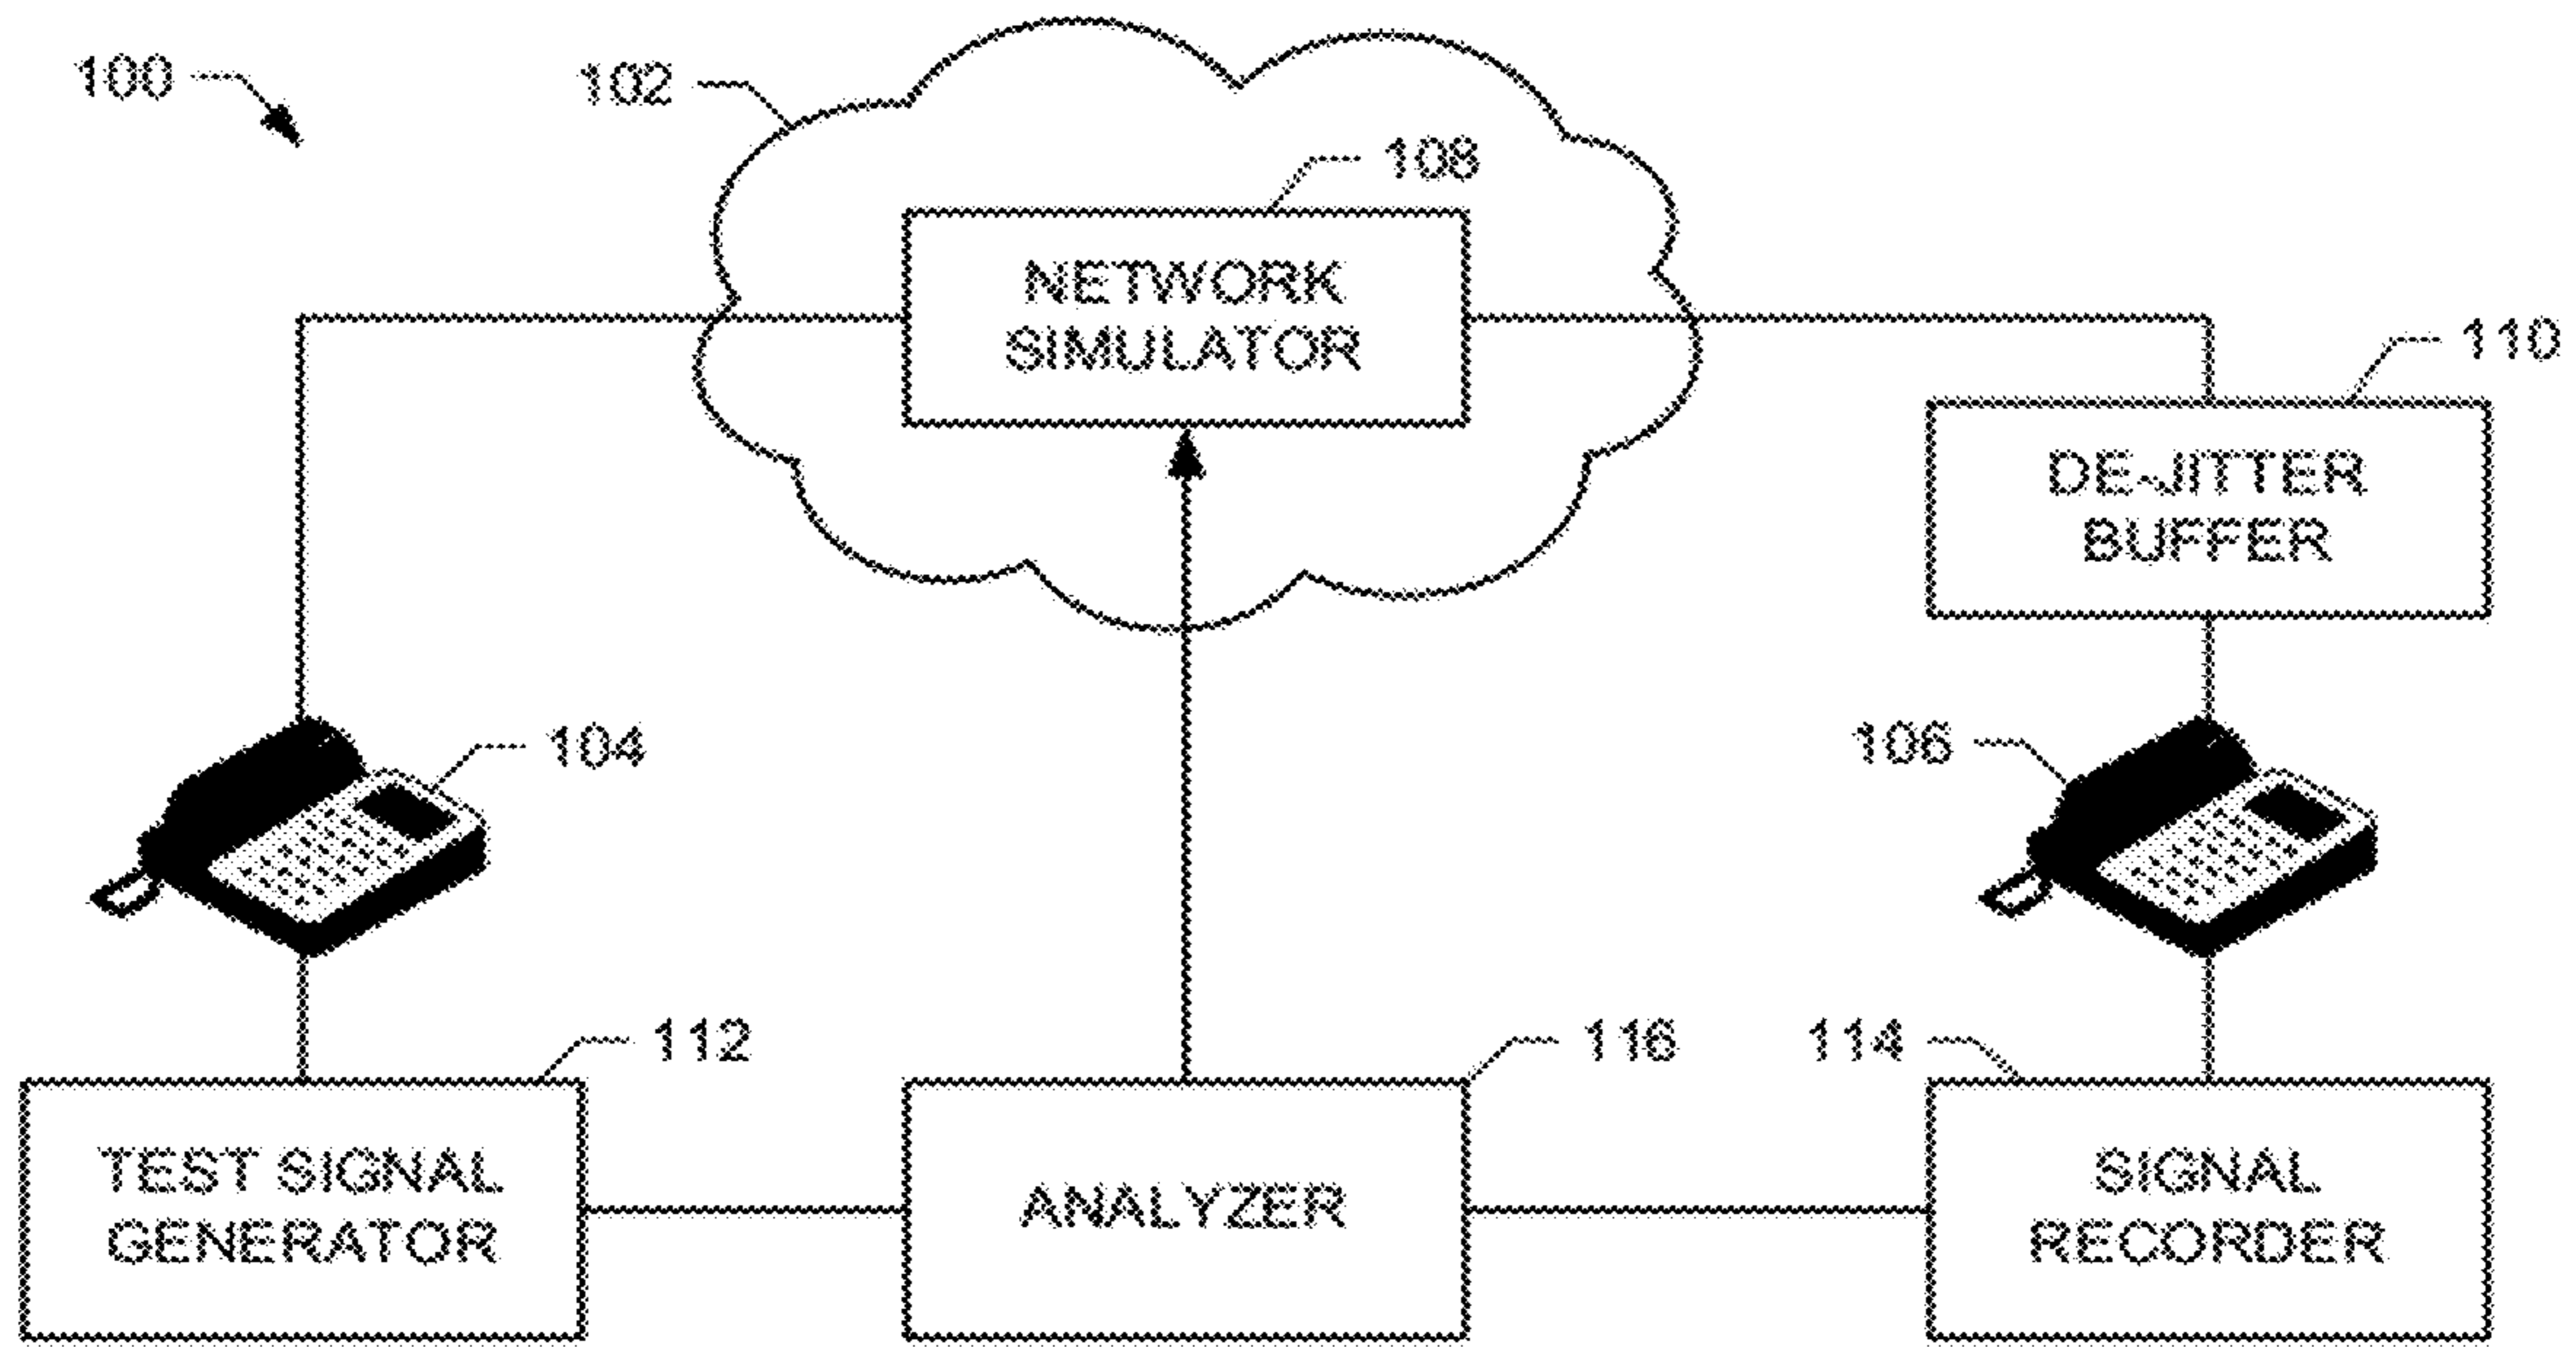 100
102
108
NETWORK
SIMULATOR
110
DE-JITTER
BUFFER
104
106
112
116
114
TEST SIGNAL
GENERATOR
ANALYZER
SIGNAL
RECORDER